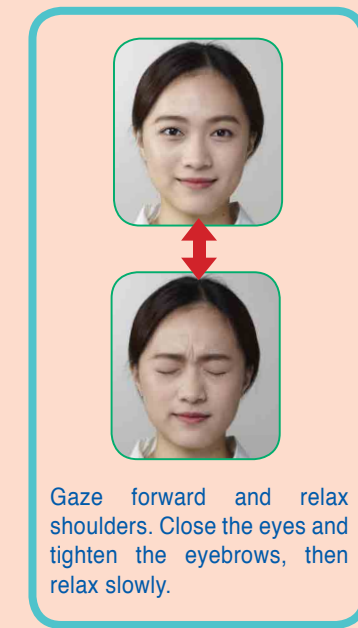 Gaze forward and relax
shoulders. Close the eyes and
tighten the eyebrows, then
relax slowly.